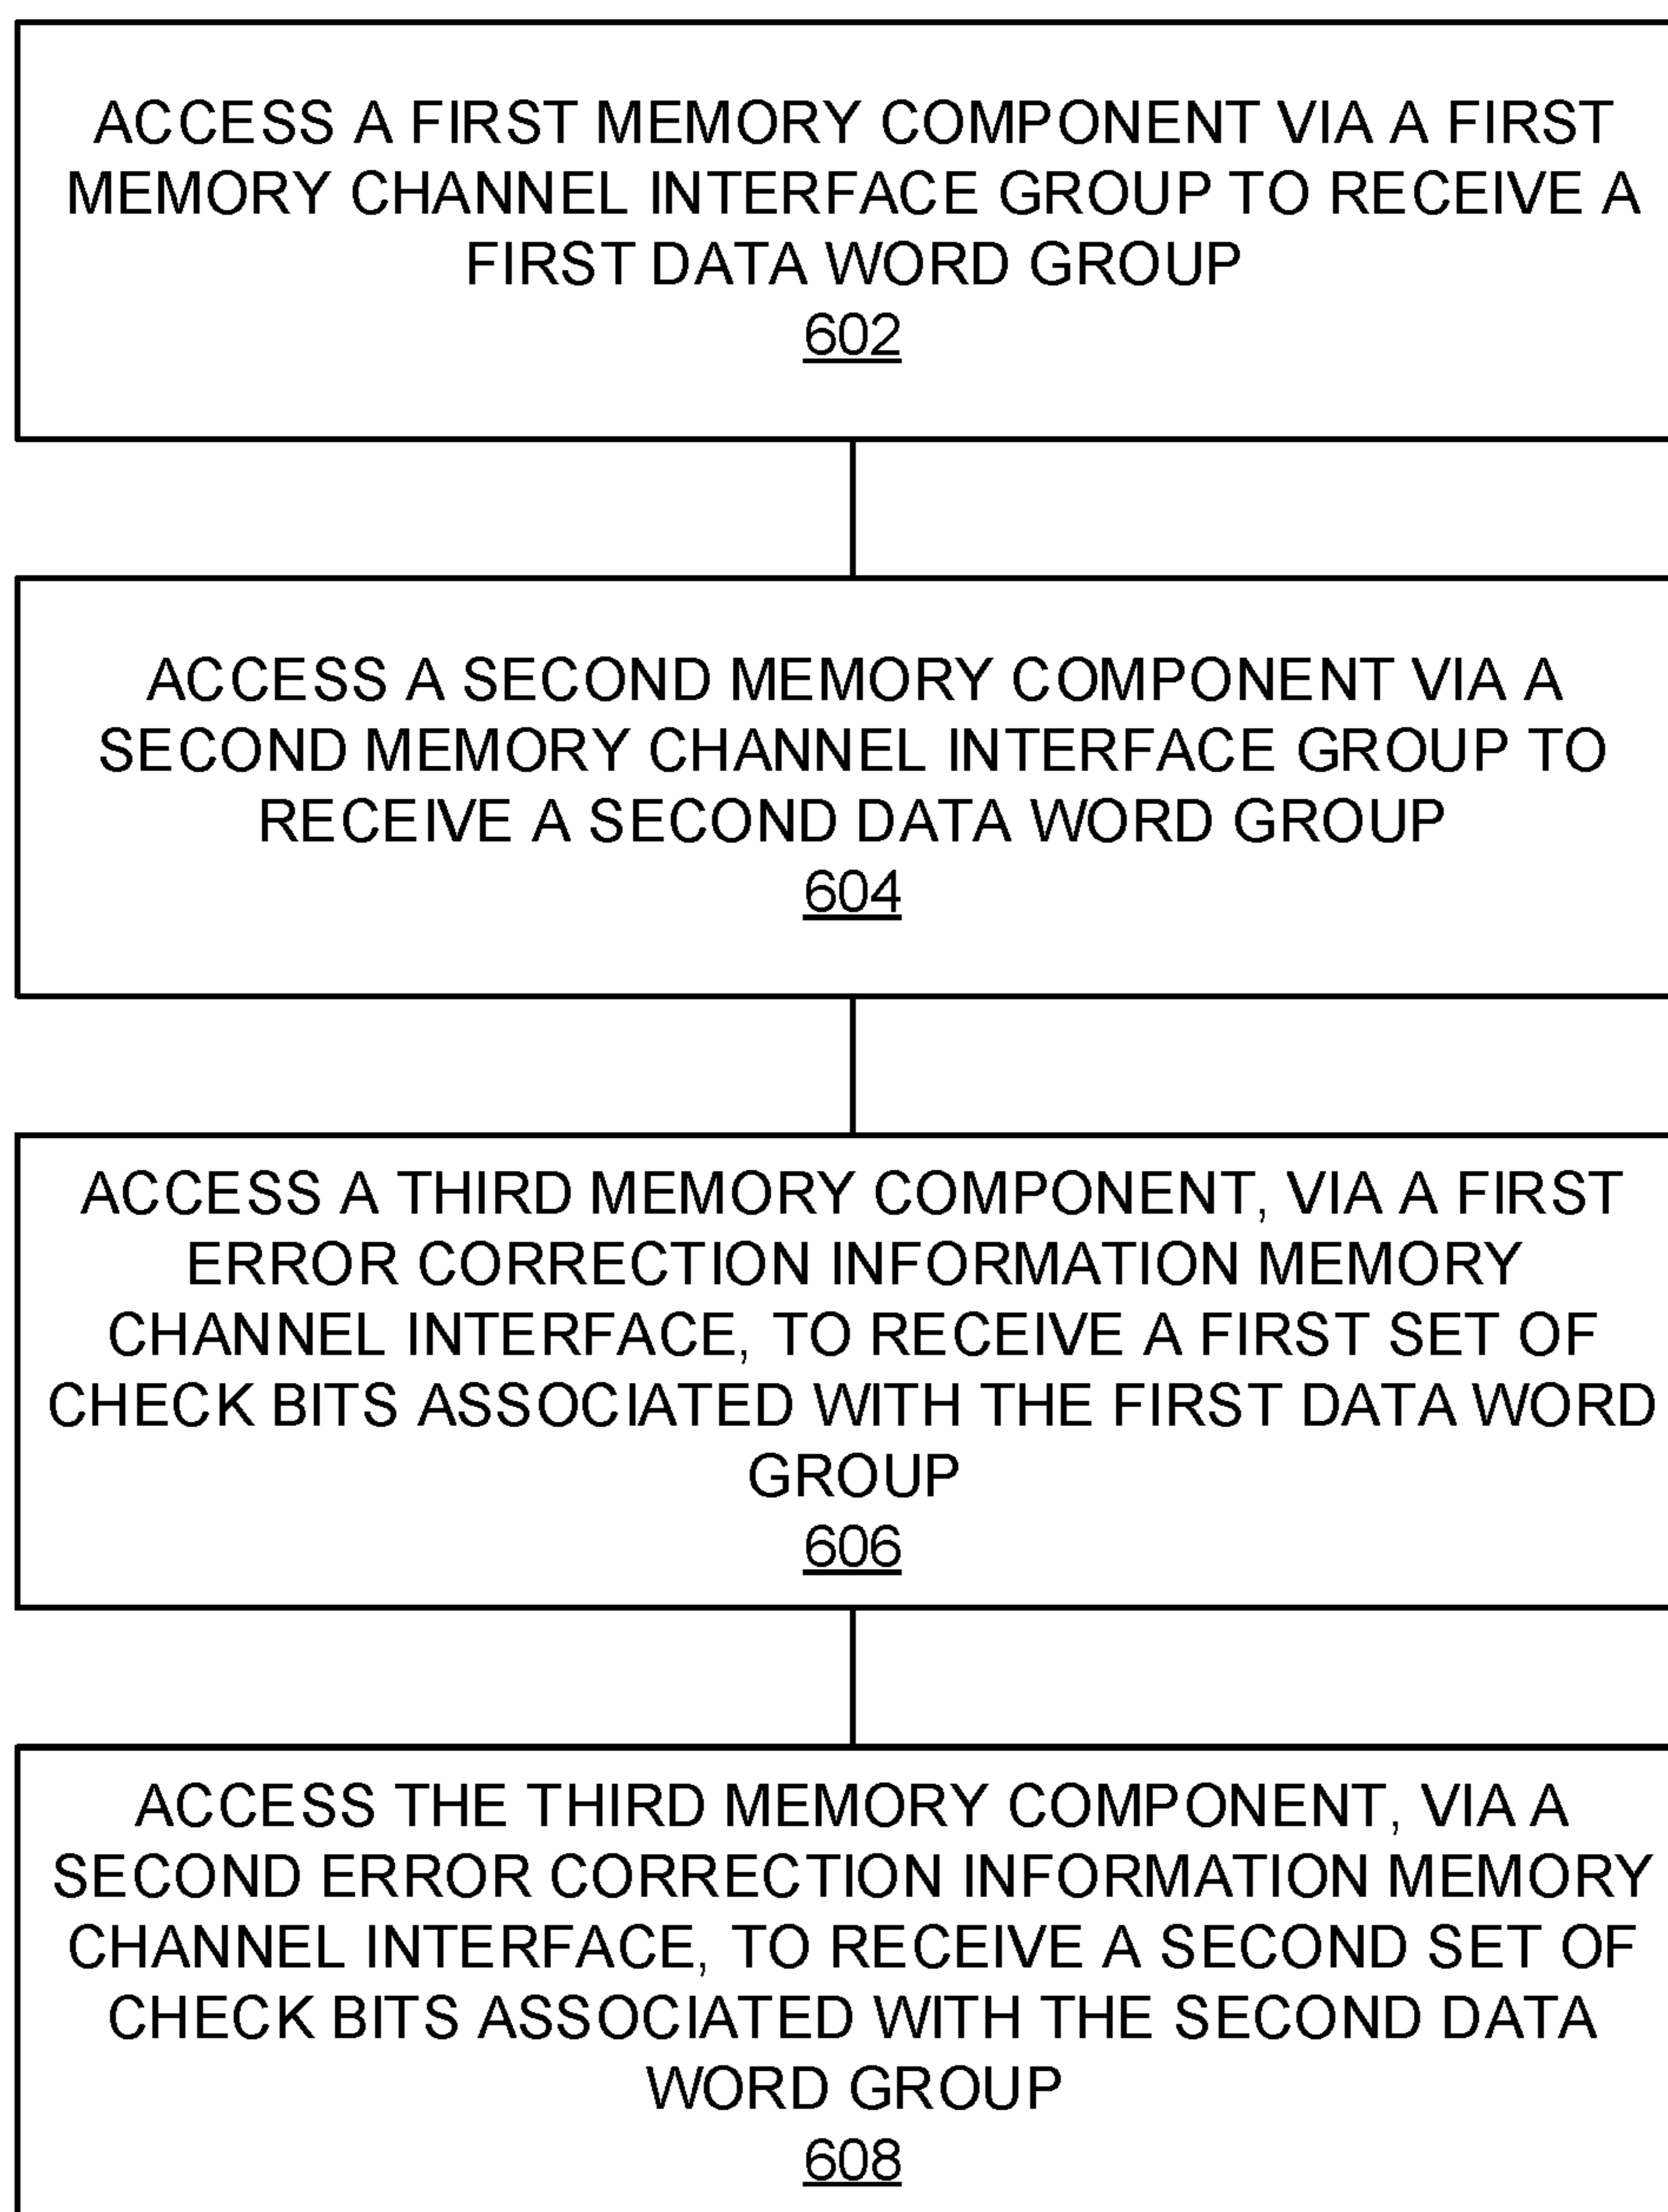 ACCESS A FIRST MEMORY COMPONENT VIA A FIRST
MEMORY CHANNEL INTERFACE GROUP TO RECEIVE A
FIRST DATA WORD GROUP
602
ACCESS A SECOND MEMORY COMPONENT VIA A
SECOND MEMORY CHANNEL INTERFACE GROUP TO
RECEIVE A SECOND DATA WORD GROUP
604
ACCESS A THIRD MEMORY COMPONENT, VIA A FIRST
ERROR CORRECTION INFORMATION MEMORY
CHANNEL INTERFACE, TO RECEIVE A FIRST SET OF
CHECK BITS ASSOCIATED WITH THE FIRST DATA WORD
GROUP
606
ACCESS THE THIRD MEMORY COMPONENT, VIA A
SECOND ERROR CORRECTION INFORMATION MEMORY
CHANNEL INTERFACE, TO RECEIVE A SECOND SET OF
CHECK BITS ASSOCIATED WITH THE SECOND DATA
WORD GROUP
608